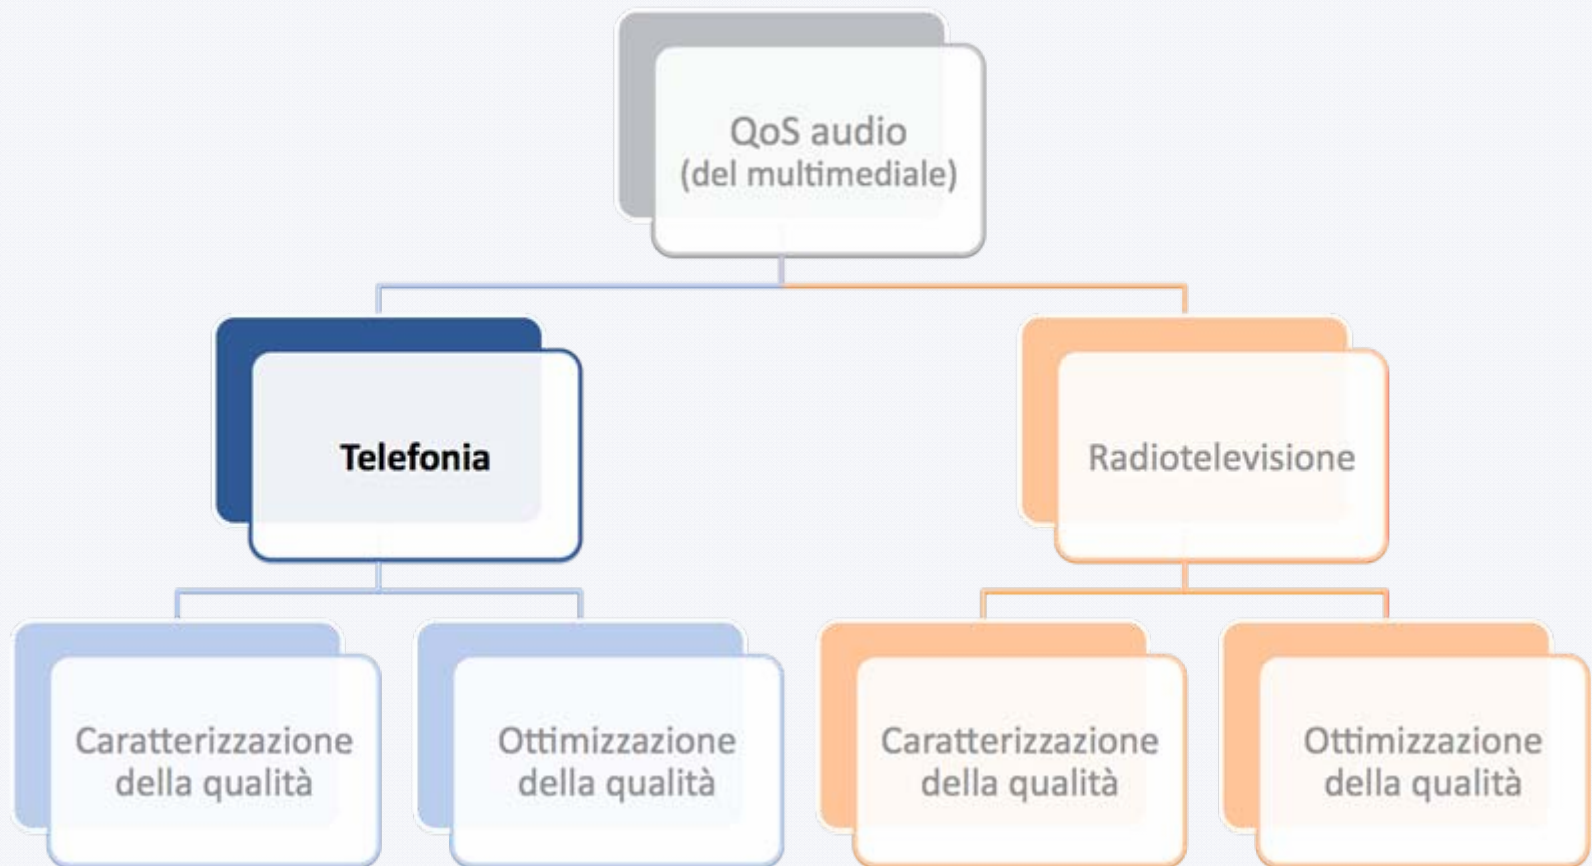 QoS audio
(del multimediale)
Telefonia
Radiotelevisione
Caratterizzazione
della qualità
Ottimizzazione
della qualità
Caratterizzazione
della qualità
Ottimizzazione
della qualità